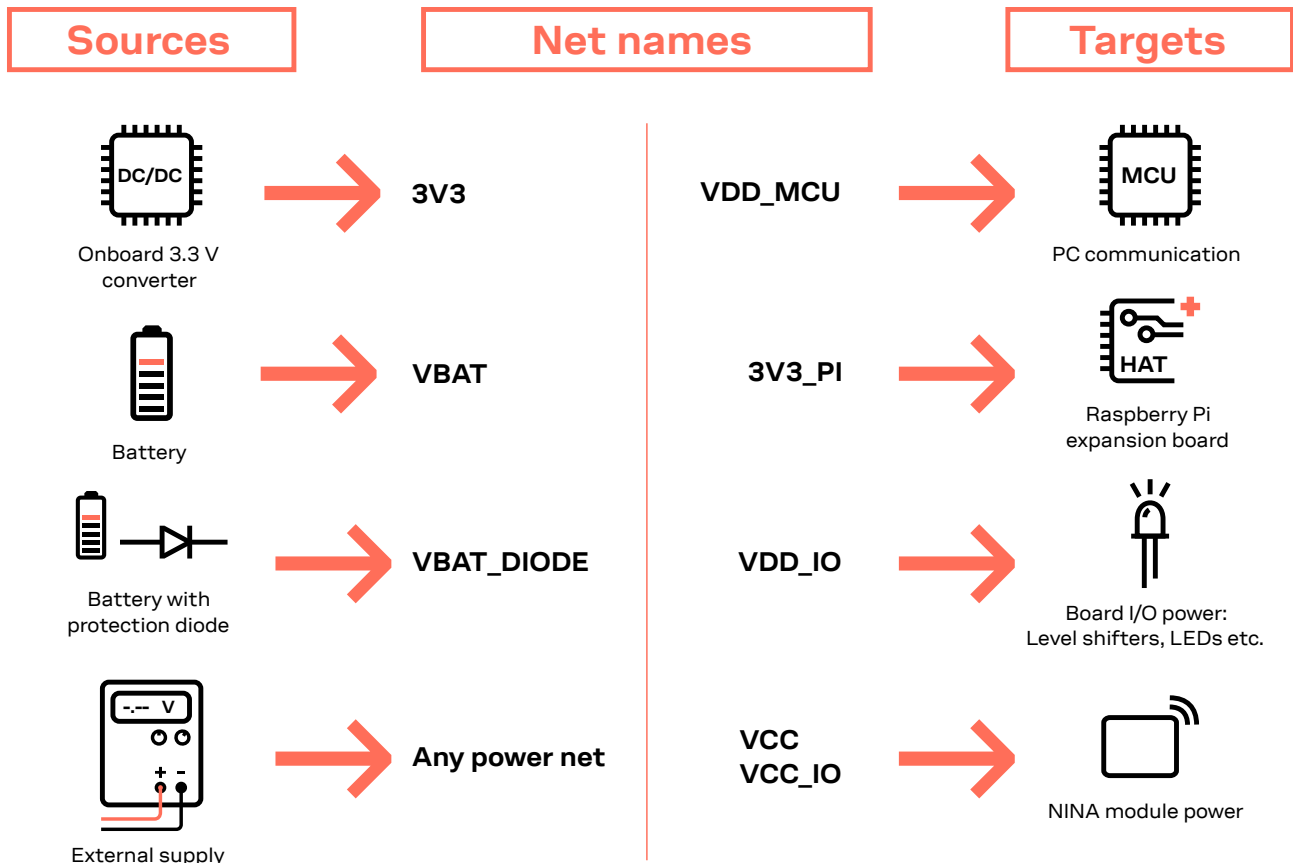 Sources
Net names
Targets
DC/DC
Onboard 3.3 V
converter
3V3
VDD_MCU
MCU
PC communication
Battery
VBAT
3V3_PI
HAT
Raspberry Pi
expansion board
Battery with
protection diode
VBAT_DIODE
VDD_IO
Board I/O power:
Level shifters, LEDs etc.
-.-- V
+ -
External supply
Any power net
VCC
VCC_IO
NINA module power